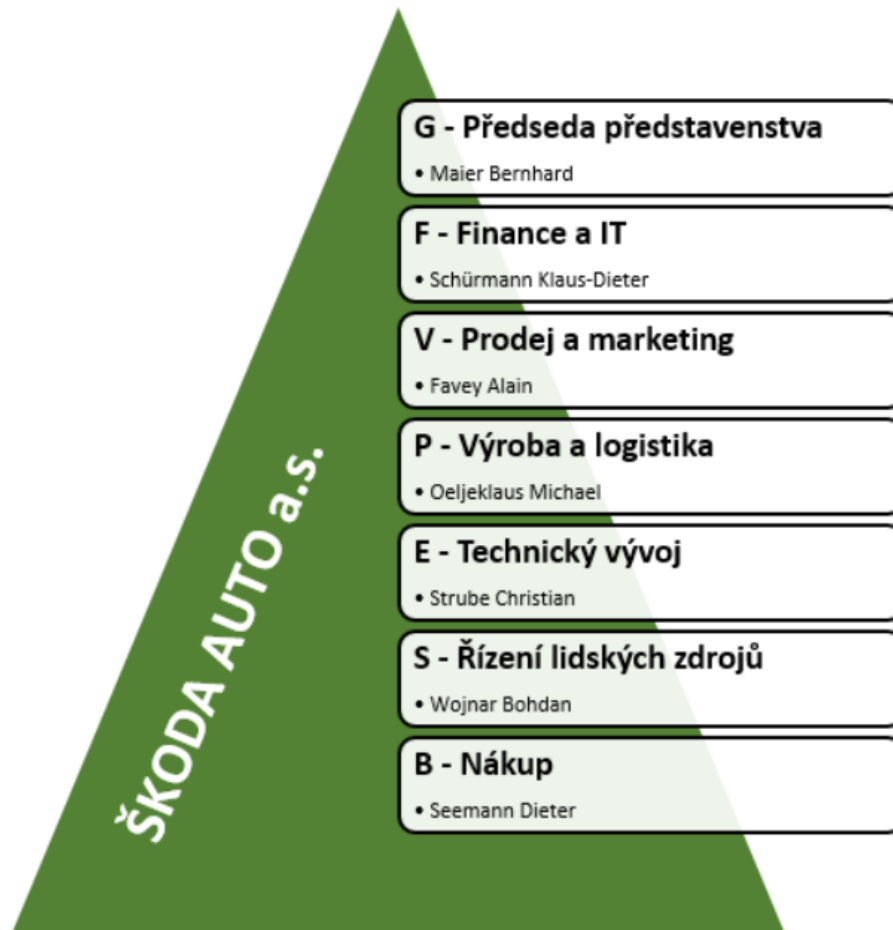 G - Předseda představenstva
• Maier Bernhard
F - Finance a IT
• Schürmann Klaus-Dieter
V - Prodej a marketing
• Favey Alain
P - Výroba a logistika
• Oeljeklaus Michael
E - Technický vývoj
• Strube Christian
S - Řízení lidských zdrojů
• Wojnar Bohdan
B - Nákup
• Seemann Dieter
ŠKODA AUTO a.s.